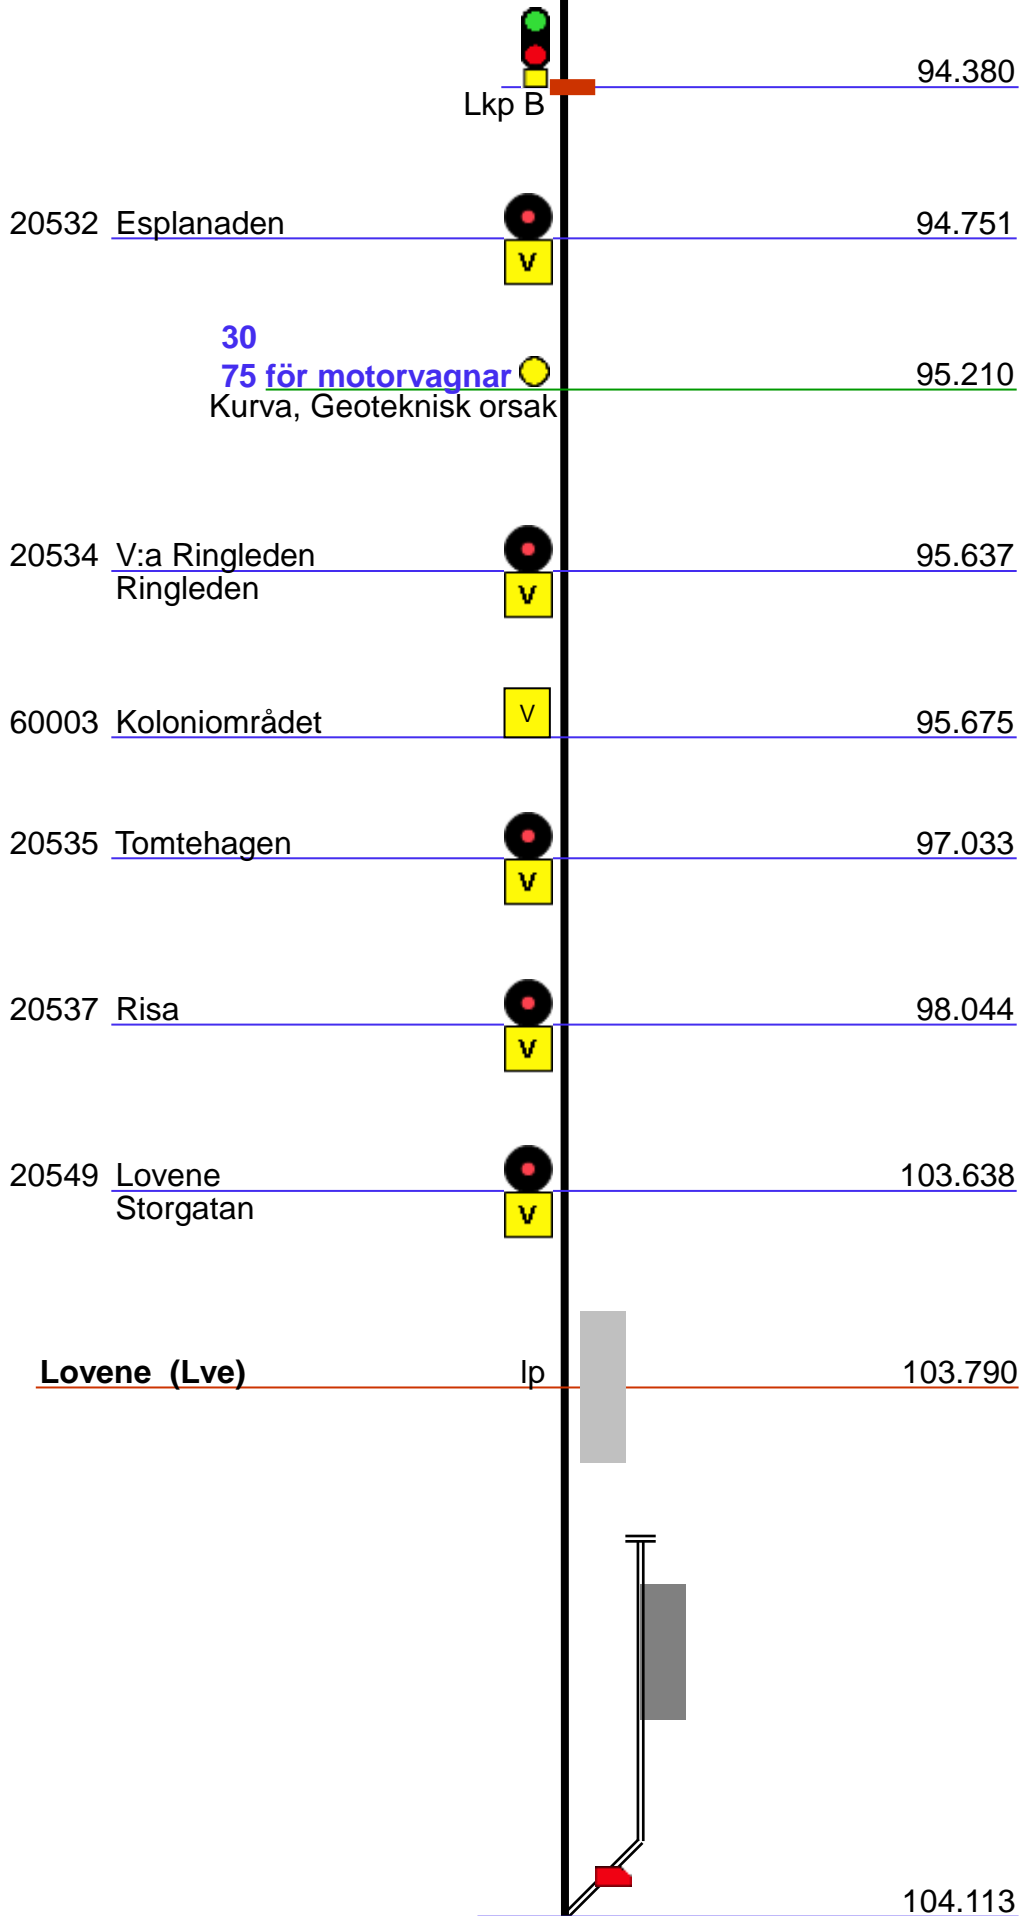 94.380
Lkp B
20532 Esplanaden 94.751
V
30
75 för motorvagnar 95.210
Kurva, Geoteknisk orsak
20534 V:a Ringleden 95.637
Ringleden V
60003 Koloniområdet V 95.675
20535 Tomtehagen 97.033
V
20537 Risa 98.044
V
20549 Lovene 103.638
Storgatan V
Lovene (Lve) lp 103.790
104.113